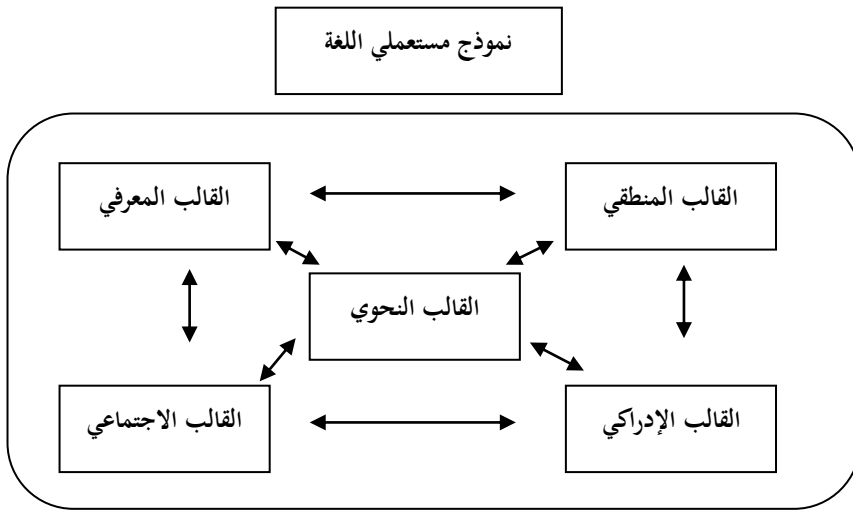 نموذج مستعملي اللغة
القالب المنطقي
القالب المعرفي
القالب النحوي
القالب الإدراكي
القالب الاجتماعي